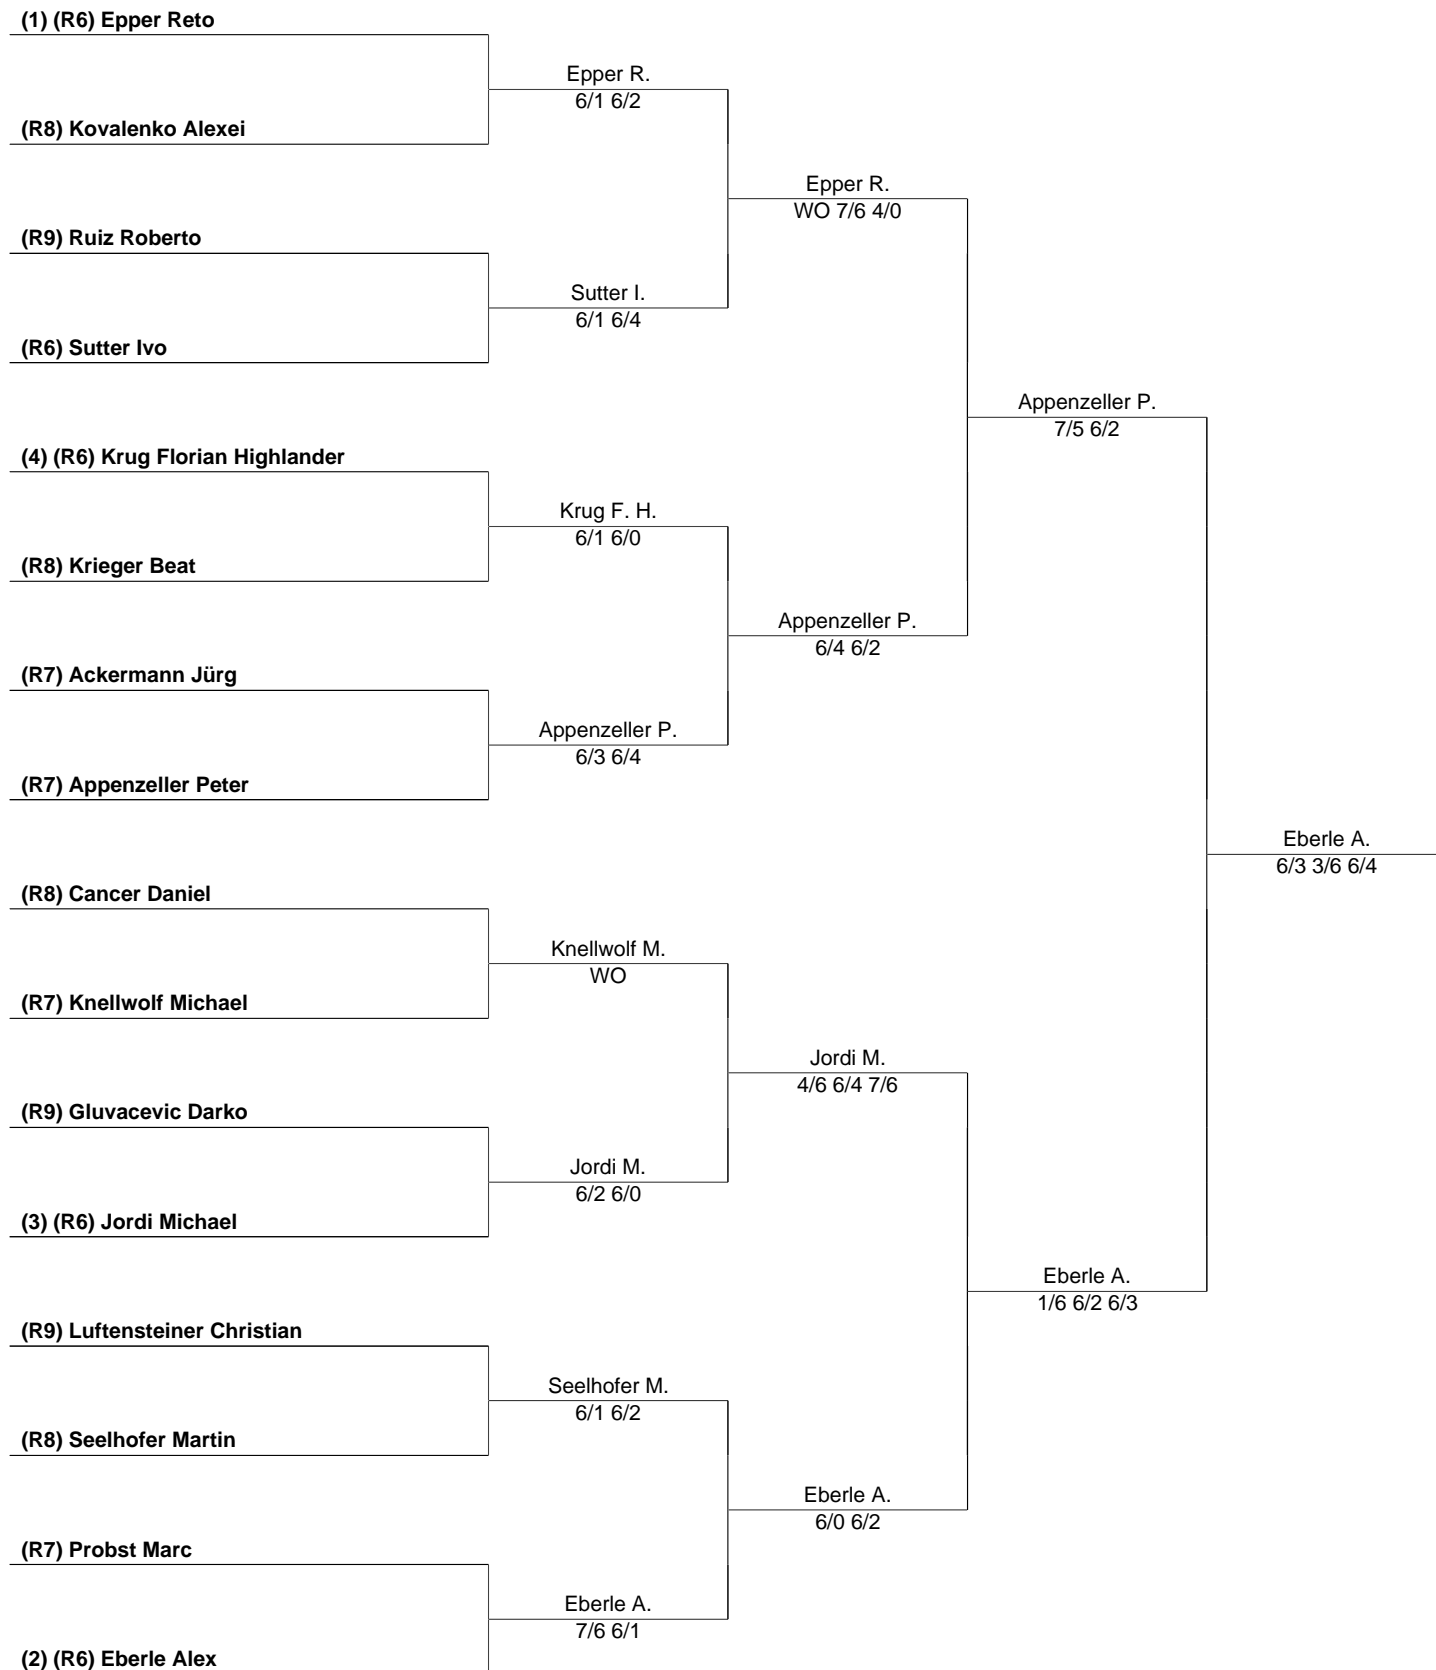 (1) (R6) Epper Reto
Epper R.
6/1 6/2
(R8) Kovalenko Alexei
Epper R.
WO 7/6 4/0
(R9) Ruiz Roberto
Sutter I.
6/1 6/4
(R6) Sutter Ivo
Appenzeller P.
7/5 6/2
(4) (R6) Krug Florian Highlander
Krug F. H.
6/1 6/0
(R8) Krieger Beat
Appenzeller P.
6/4 6/2
(R7) Ackermann Jürg
Appenzeller P.
6/3 6/4
(R7) Appenzeller Peter
Eberle A.
6/3 3/6 6/4
(R8) Cancer Daniel
Knellwolf M.
WO
(R7) Knellwolf Michael
Jordi M.
4/6 6/4 7/6
(R9) Gluvacevic Darko
Jordi M.
6/2 6/0
(3) (R6) Jordi Michael
Eberle A.
1/6 6/2 6/3
(R9) Luftensteiner Christian
Seelhofer M.
6/1 6/2
(R8) Seelhofer Martin
Eberle A.
6/0 6/2
(R7) Probst Marc
Eberle A.
7/6 6/1
(2) (R6) Eberle Alex